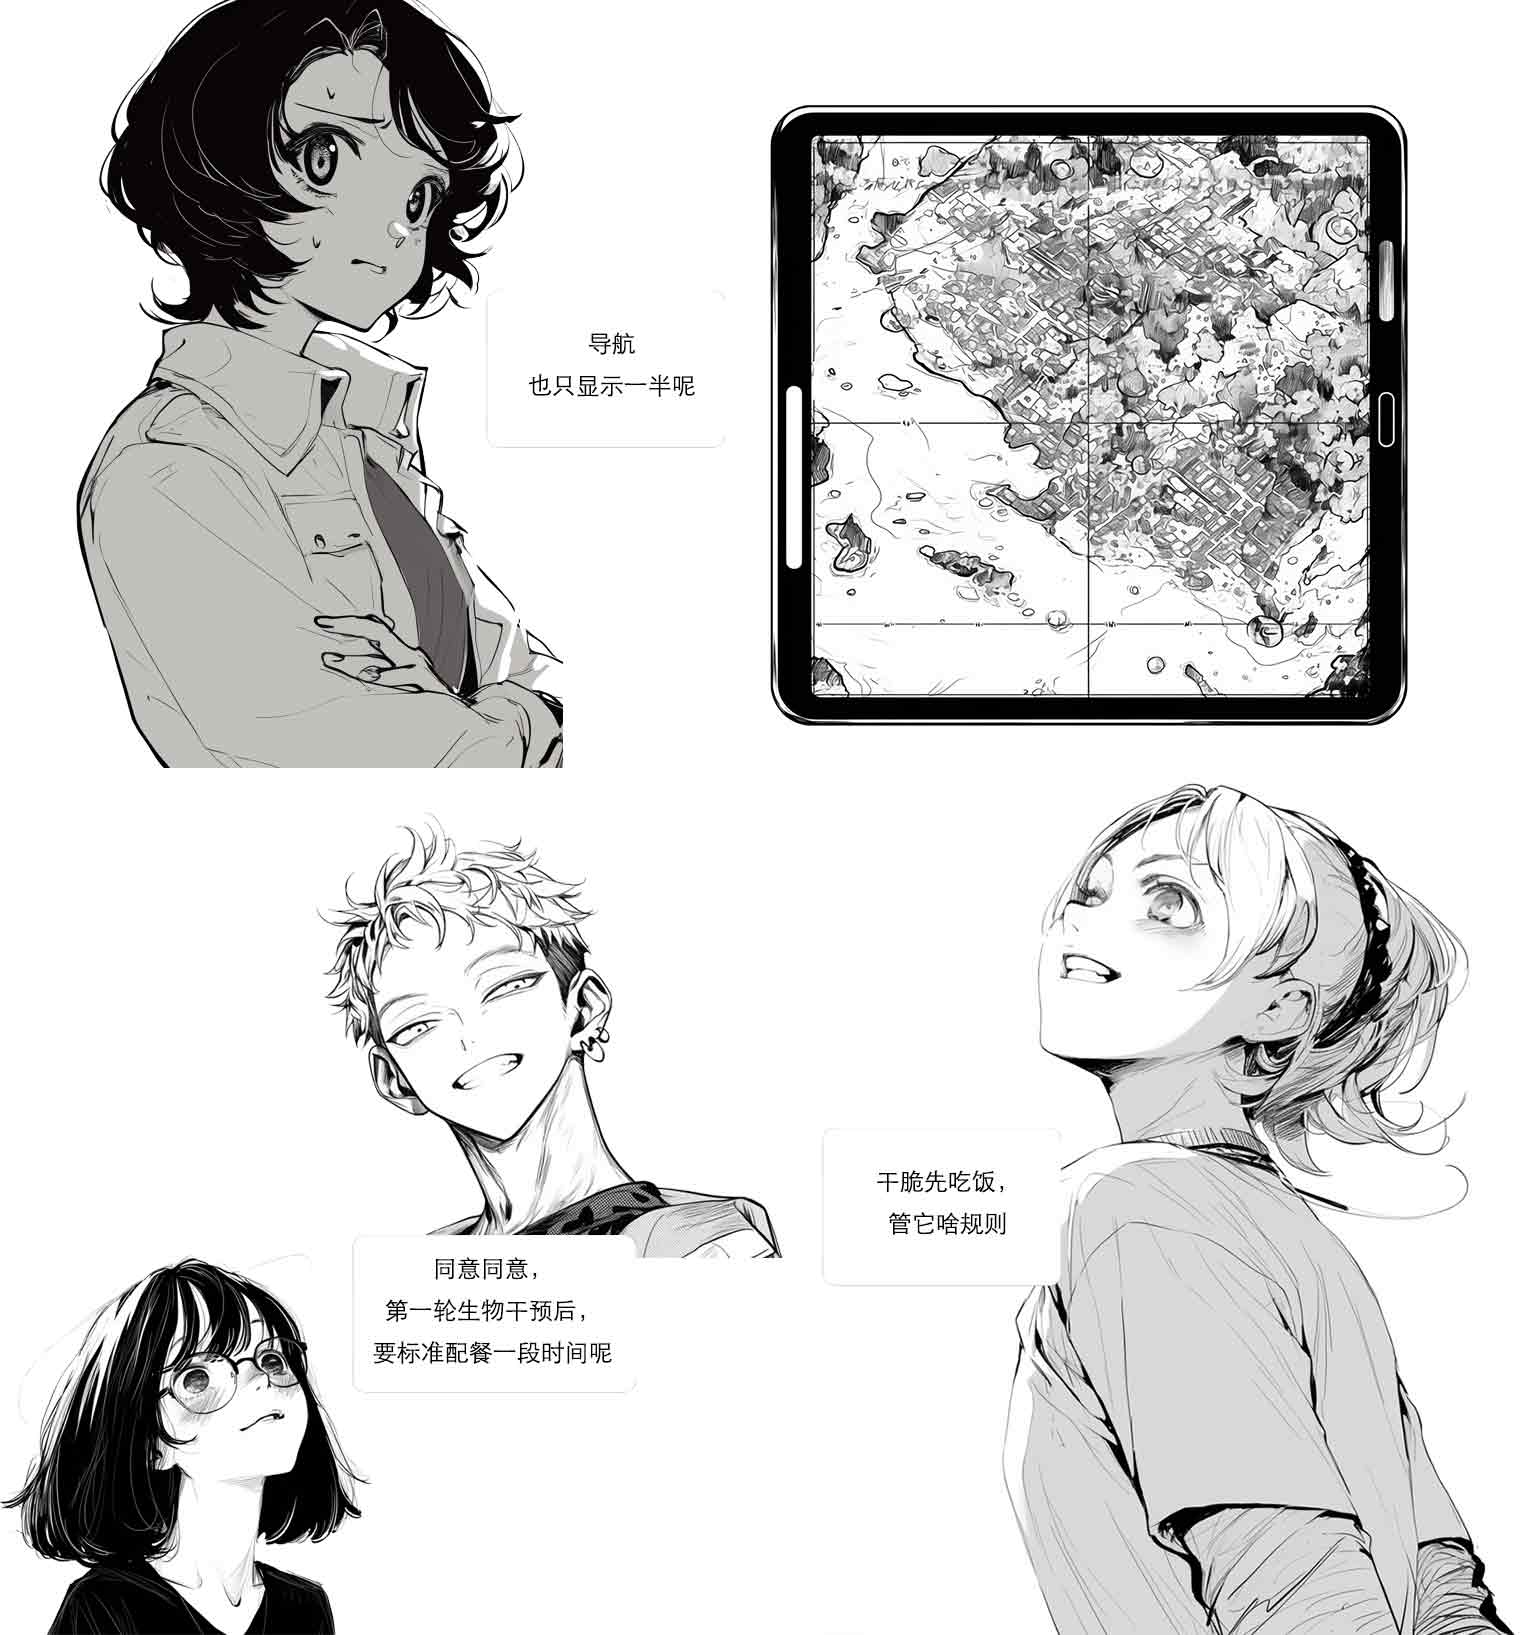 导航
也只显示一半呢
干脆先吃饭，
管它啥规则
同意同意，
第一轮生物干预后，
要标准配餐一段时间呢